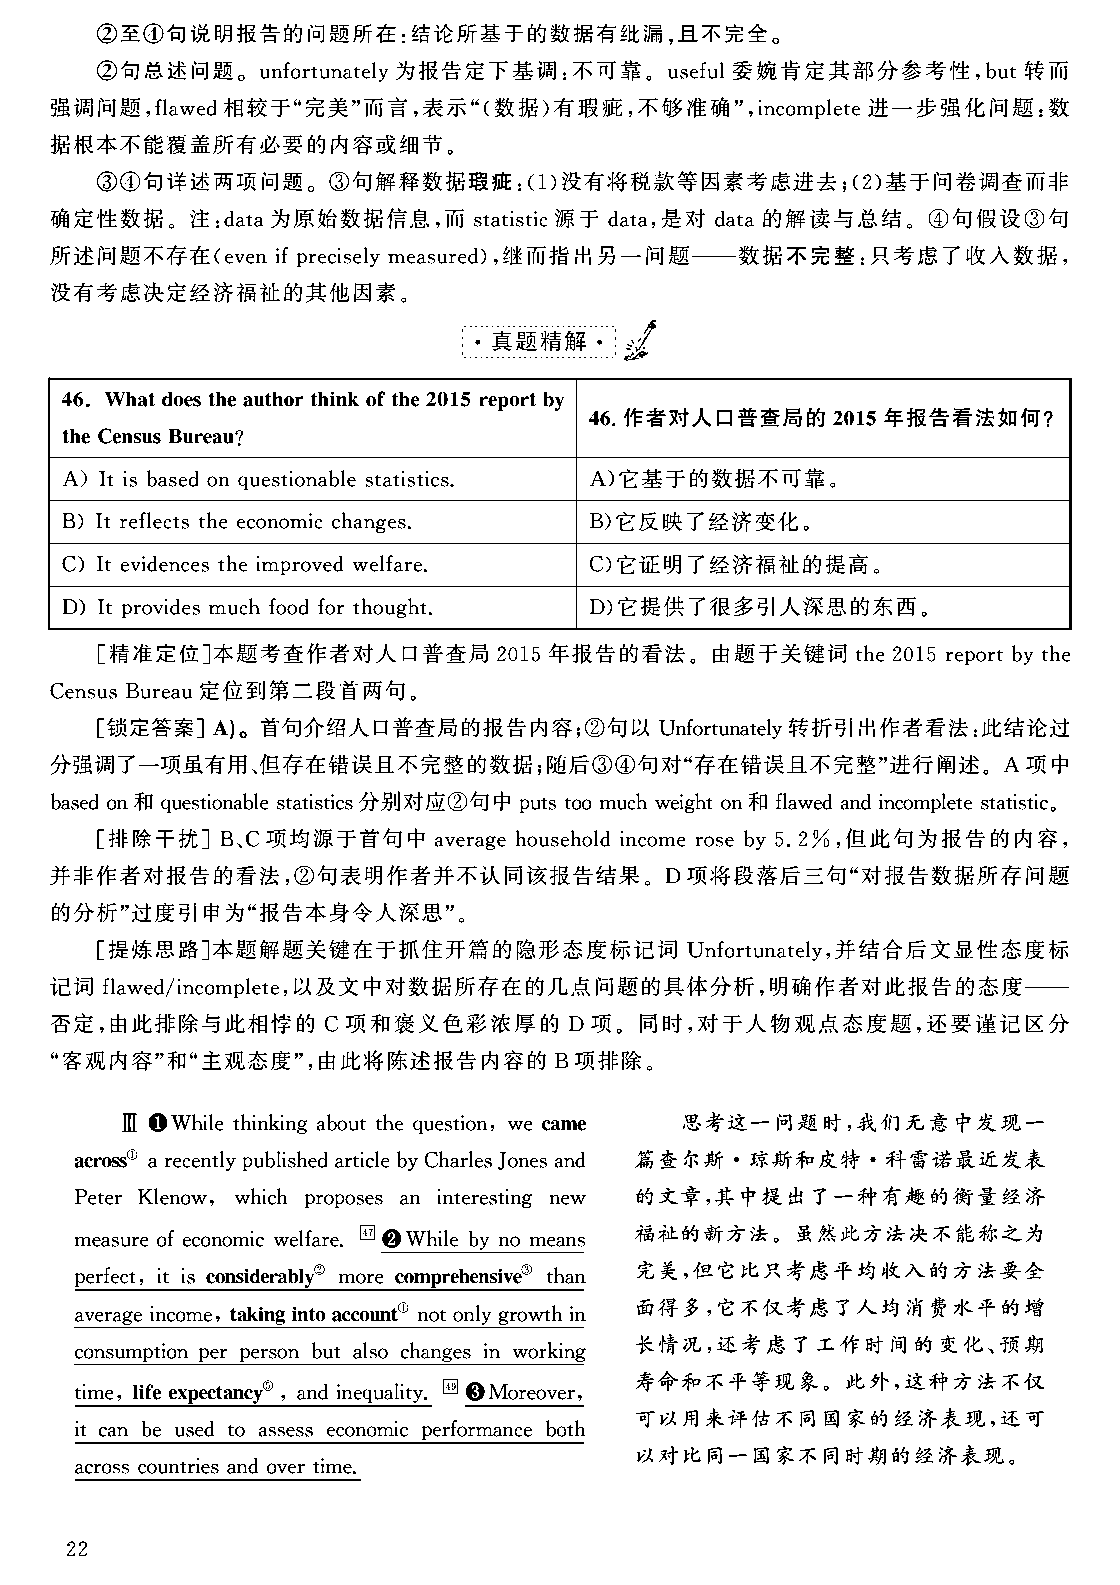 ②至④句说明报告的问题所在:结论所基于的数据有纰漏,且不完全。
②句总述问题。unfortunately 为报告定下基调:不可靠。useful 委婉肯定其部分参考性,but 转而
强调问题,flawed 相较于“完美”而言,表示“(数据)有瑕疵,不够准确”,incomplete 进一步强化问题:数
据根本不能覆盖所有必要的内容或细节。
③④句详述两项问题。③句解释数据瑕疵:(1)没有将税款等因素考虑进去;(2)基于问卷调查而非
确定性数据。注:data 为原始数据信息,而 statistic 源于 data,是对 data 的解读与总结。④句假设③句
所述问题不存在(even if precisely measured),继而指出另一问题——数据不完整:只考虑了收入数据,
没有考虑决定经济福祉的其他因素。
·真题精解·
46. What does the author think of the 2015 report by
the Census Bureau?
46. 作者对人口普查局的 2015 年报告看法如何?
A) It is based on questionable statistics.
A)它基于的数据不可靠。
B) It reflects the economic changes.
B)它反映了经济变化。
C) It evidences the improved welfare.
C)它证明了经济福祉的提高。
D) It provides much food for thought.
D)它提供了很多引人深思的东西。
[精准定位]本题考查作者对人口普查局 2015 年报告的看法。由题干关键词 the 2015 report by the
Census Bureau 定位到第二段首两句。
[锁定答案] A)。首句介绍人口普查局的报告内容;②句以 Unfortunately 转折引出作者看法:此结论过
分强调了一项虽有用、但存在错误且不完整的数据;随后③④句对“存在错误且不完整”进行阐述。A 项中
based on 和 questionable statistics 分别对应②句中 puts too much weight on 和 flawed and incomplete statistic。
[排除干扰] B、C 项均源于首句中 average household income rose by 5.2%,但此句为报告的内容,
并非作者对报告的看法,②句表明作者并不认同该报告结果。D 项将段落后三句“对报告数据所存问题
的分析”过度引申为“报告本身令人深思”。
[提炼思路]本题解题关键在于抓住开篇的隐形态度标记词 Unfortunately,并结合后文显性态度标
记词 flawed/incomplete,以及文中对数据所存在的几点问题的具体分析,明确作者对此报告的态度——
否定,由此排除与此相悖的 C 项和褒义色彩浓厚的 D 项。同时,对于人物观点态度题,还要谨记区分
“客观内容”和“主观态度”,由此将陈述报告内容的 B 项排除。
Ⅲ ❶While thinking about the question, we came
across① a recently published article by Charles Jones and
Peter Klenow, which proposes an interesting new
measure of economic welfare. 47 ❷While by no means
perfect, it is considerably② more comprehensive③ than
average income, taking into account④ not only growth in
consumption per person but also changes in working
time, life expectancy⑤, and inequality. 49 ❸Moreover,
it can be used to assess economic performance both
across countries and over time.
思考这一问题时,我们无意中发现一
篇查尔斯·琼斯和皮特·科雷诺最近发表
的文章,其中提出了一种有趣的衡量经济
福祉的新方法。虽然此方法决不能称之为
完美,但它比只考虑平均收入的方法要全
面得多,它不仅考虑了人均消费水平的增
长情况,还考虑了工作时间的变化、预期
寿命和不平等现象。此外,这种方法不仅
可以用来评估不同国家的经济表现,还可
以对比同一国家不同时期的经济表现。
22